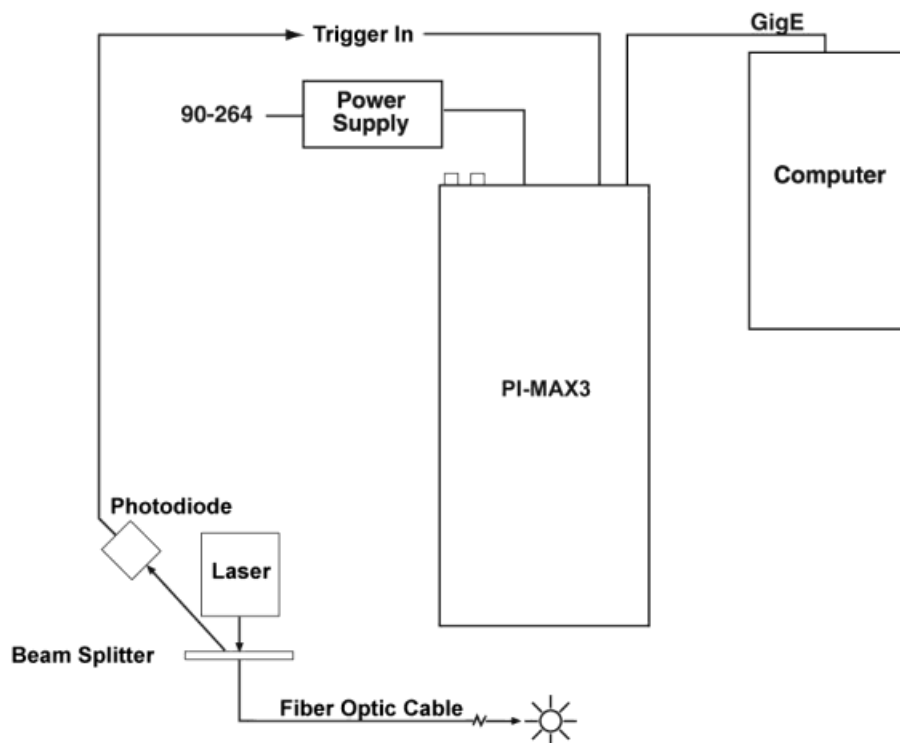 GigE
Trigger In
Power
Supply
90-264
Computer
PI-MAX3
Photodiode
Laser
Beam Splitter
Fiber Optic Cable